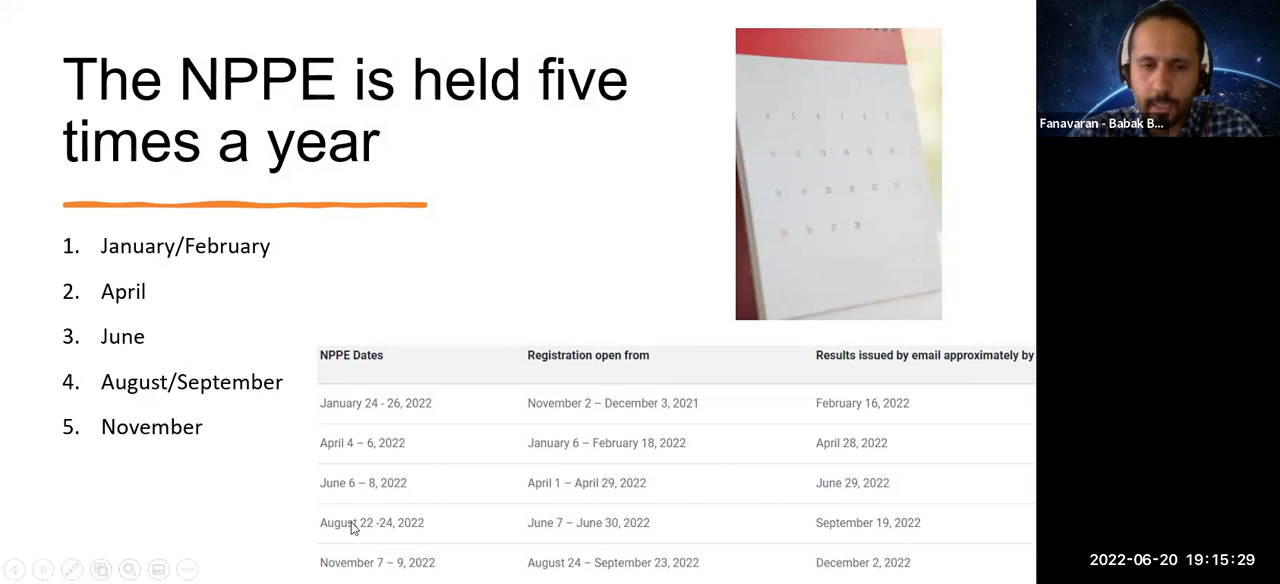 The NPPE is held five
times a year
1. January/February
2. April
3. June
4. August/September
5. November
NPPE Dates Registration open from Results issued by email approximately by
January 24 - 26, 2022 November 2 – December 3, 2021 February 16, 2022
April 4 – 6, 2022 January 6 – February 18, 2022 April 28, 2022
June 6 – 8, 2022 April 1 – April 29, 2022 June 29, 2022
August 22 -24, 2022 June 7 – June 30, 2022 September 19, 2022
November 7 – 9, 2022 August 24 – September 23, 2022 December 2, 2022
Fanavaran - Babak B...
2022-06-20 19:15:29